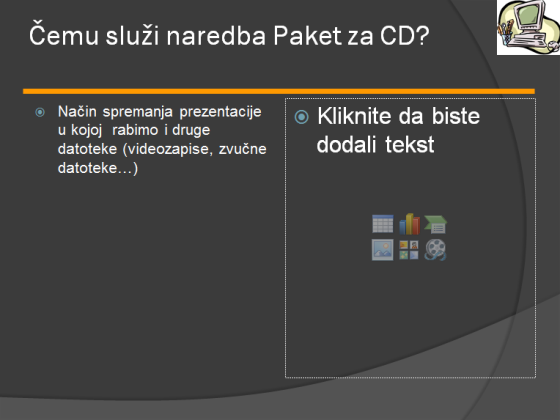 Čemu služi naredba Paket za CD?
Način spremanja prezentacije
u kojoj rabimo i druge
datoteke (videozapise, zvučne
datoteke…)
Kliknite da biste
dodali tekst